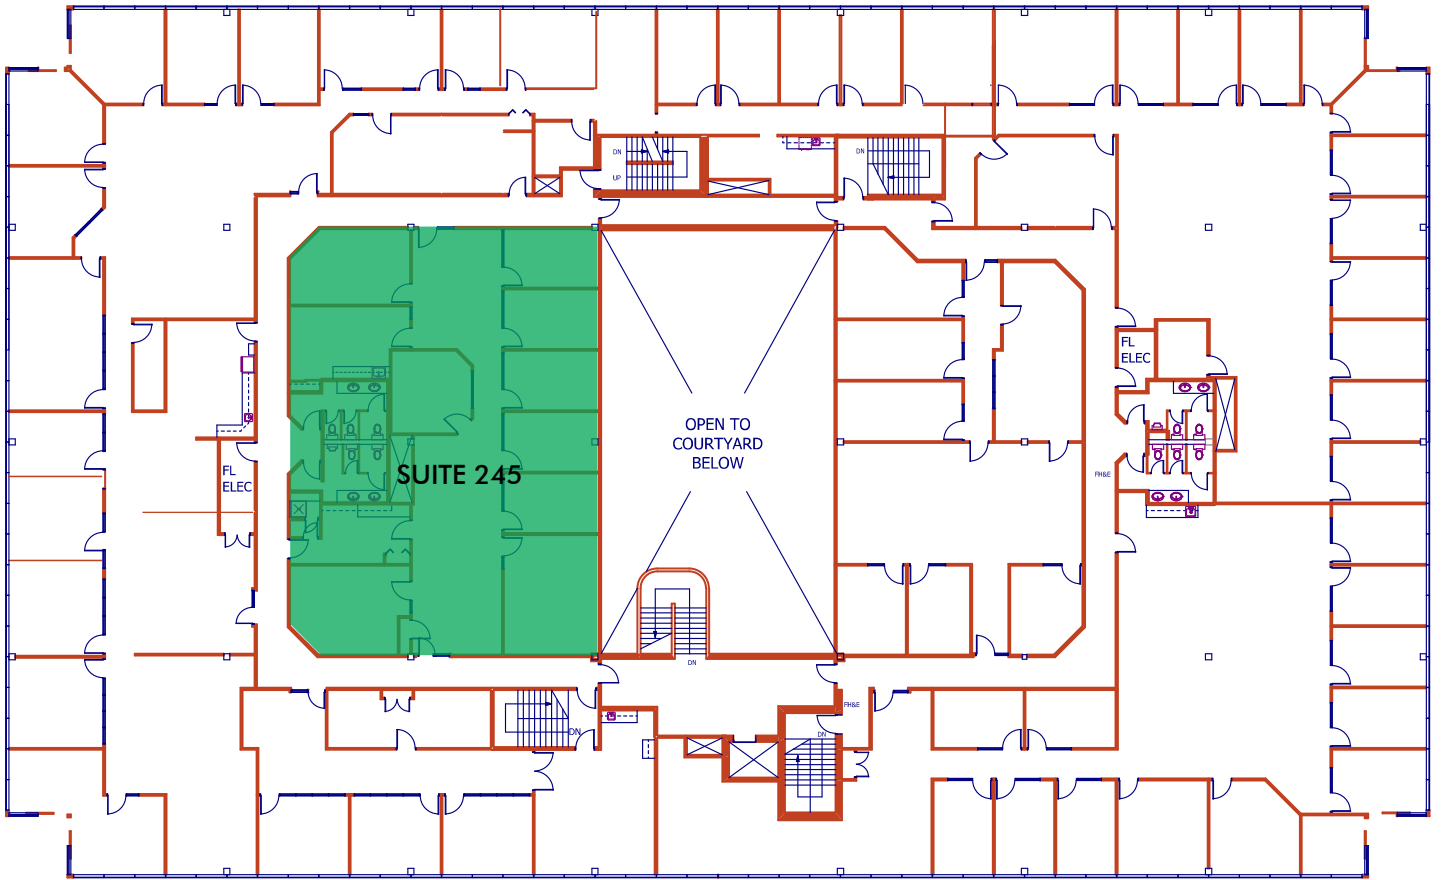 DN
UP
DN
FL
ELEC
OPEN TO
COURTYARD
BELOW
SUITE 245
FL
ELEC
FH&E
DN
FH&E
DN
DN